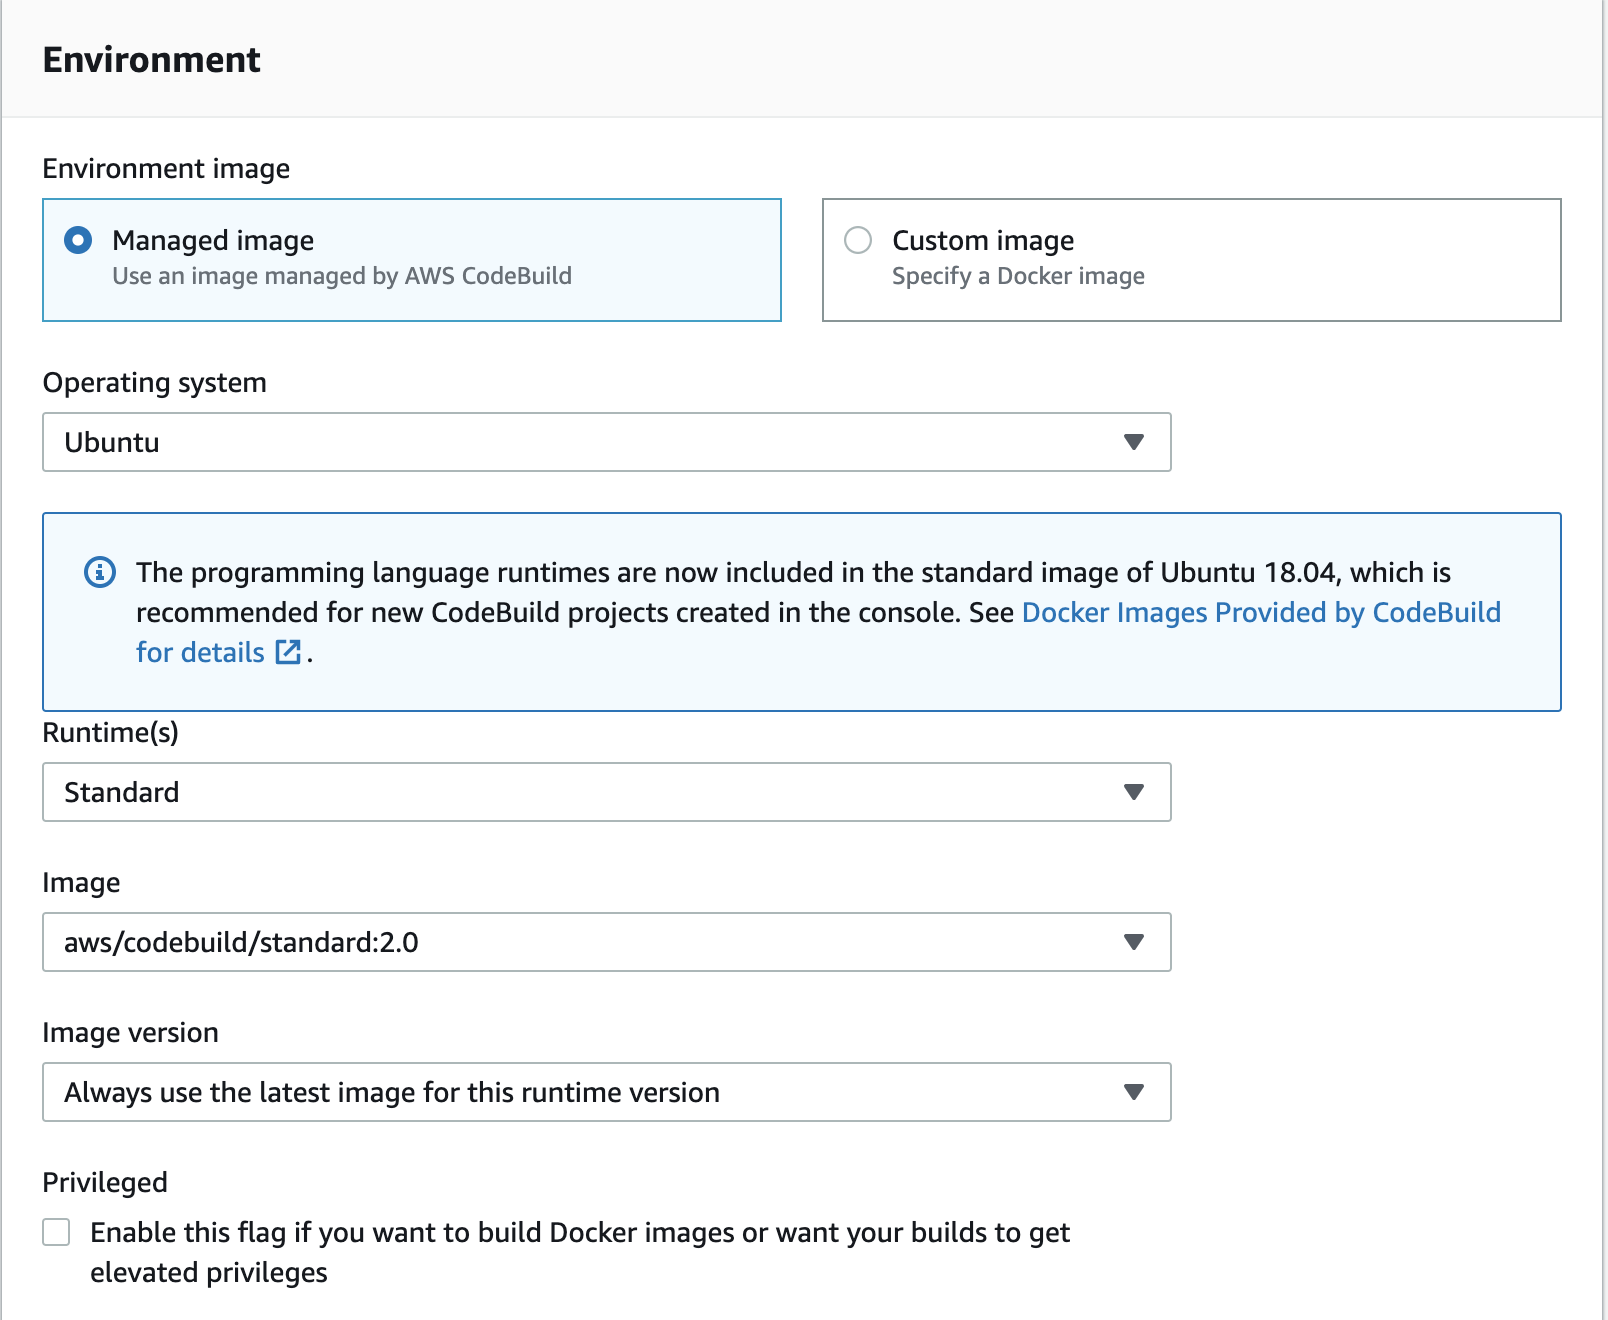 Environment
Environment image
Managed image
Use an image managed by AWS CodeBuild
Custom image
Specify a Docker image
Operating system
Ubuntu
The programming language runtimes are now included in the standard image of Ubuntu 18.04, which is
recommended for new CodeBuild projects created in the console. See Docker Images Provided by CodeBuild
for details .
Runtime(s)
Standard
Image
aws/codebuild/standard:2.0
Image version
Always use the latest image for this runtime version
Privileged
Enable this flag if you want to build Docker images or want your builds to get
elevated privileges